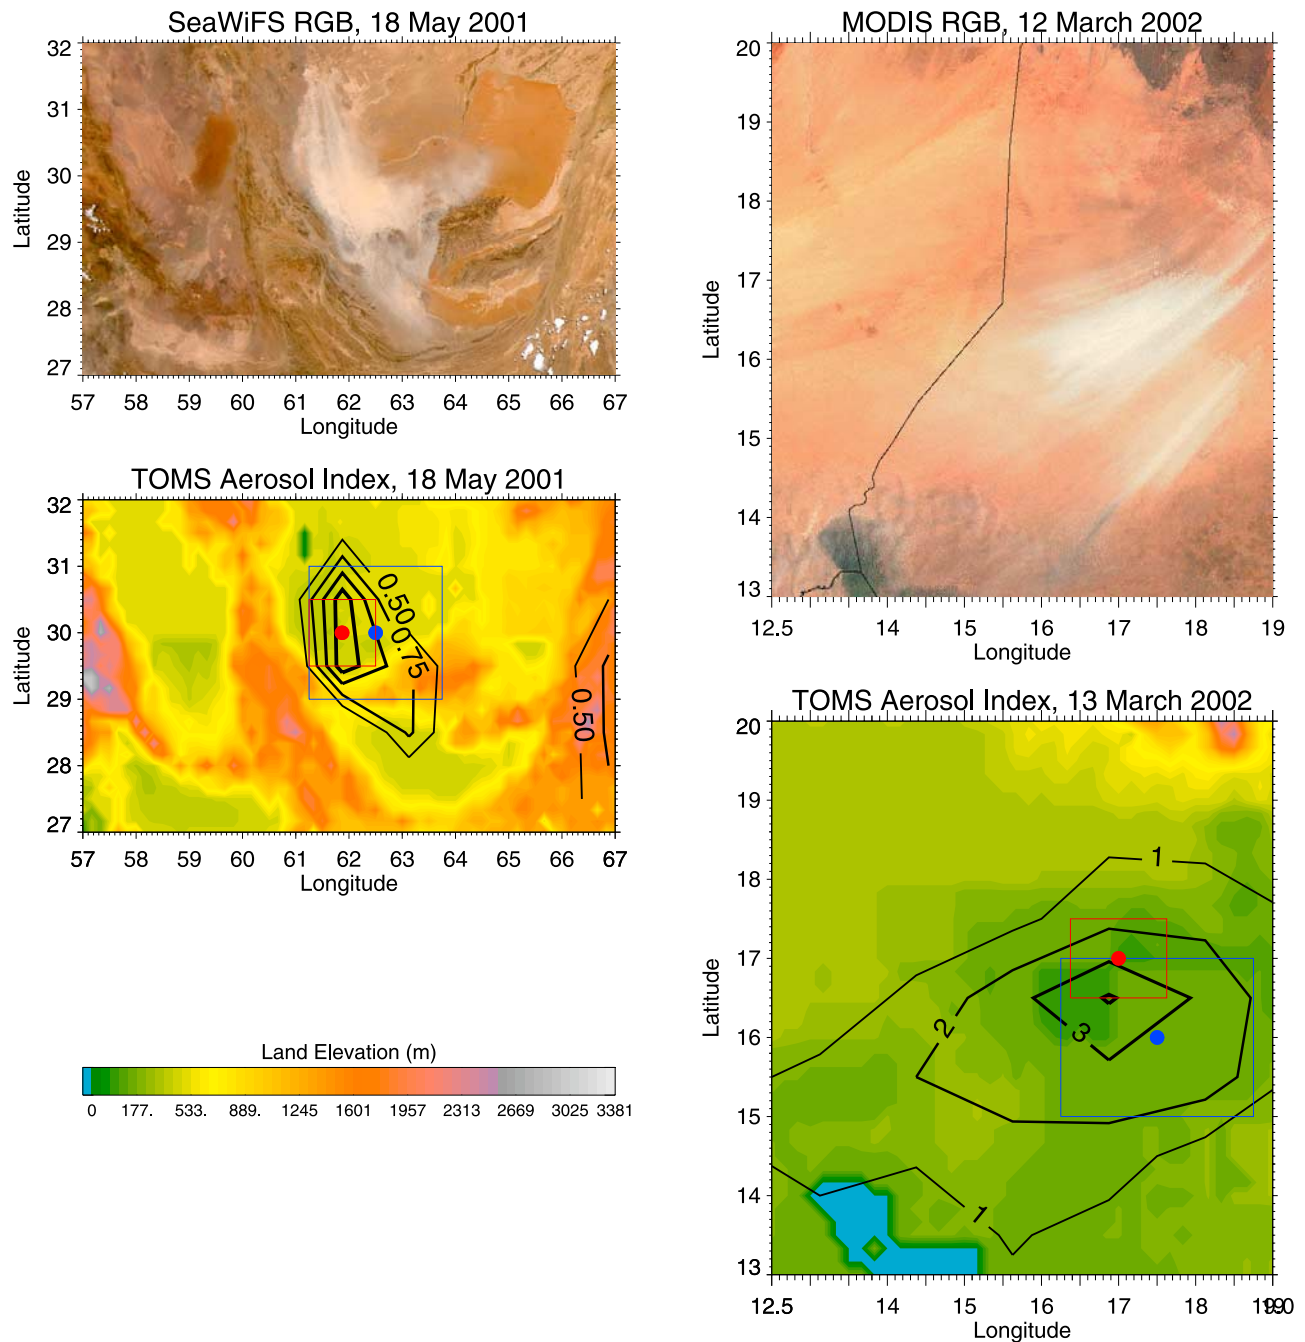 SeaWiFS RGB, 18 May 2001
32
31
30
29
28
27
Latitude
57 58 59 60 61 62 63 64 65 66 67
Longitude
TOMS Aerosol Index, 18 May 2001
32
31
30
29
28
27
Latitude
0.50
0.75
0.50
57 58 59 60 61 62 63 64 65 66 67
Longitude
Land Elevation (m)
0 177. 533. 889. 1245 1601 1957 2313 2669 3025 3381
MODIS RGB, 12 March 2002
20
19
18
17
16
15
14
13
Latitude
12.5 14 15 16 17 18 19
Longitude
TOMS Aerosol Index, 13 March 2002
20
19
18
17
16
15
14
13
Latitude
1
2
3
1
12.5 14 15 16 17 18 19.0
Longitude